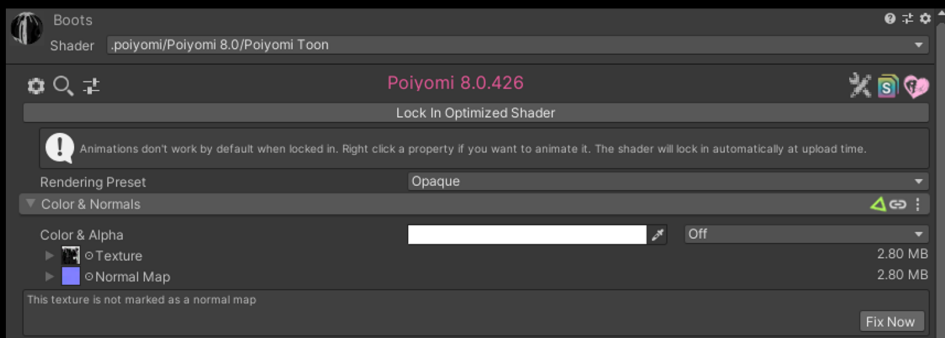 Boots
Shader .poiyomi/Poiyomi 8.0/Poiyomi Toon
Poiyomi 8.0.426
Lock In Optimized Shader
Animations don't work by default when locked in. Right click a property if you want to animate it. The shader will lock in automatically at upload time.
Rendering Preset Opaque
Color & Normals
Color & Alpha Off
Texture 2.80 MB
Normal Map 2.80 MB
This texture is not marked as a normal map
Fix Now